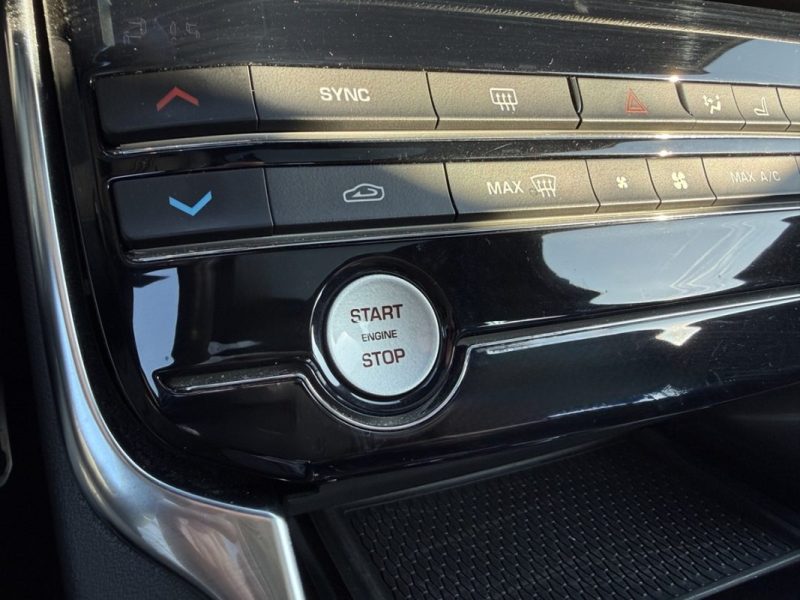 SYNC
MAX
MAX A/C
START
ENGINE
STOP